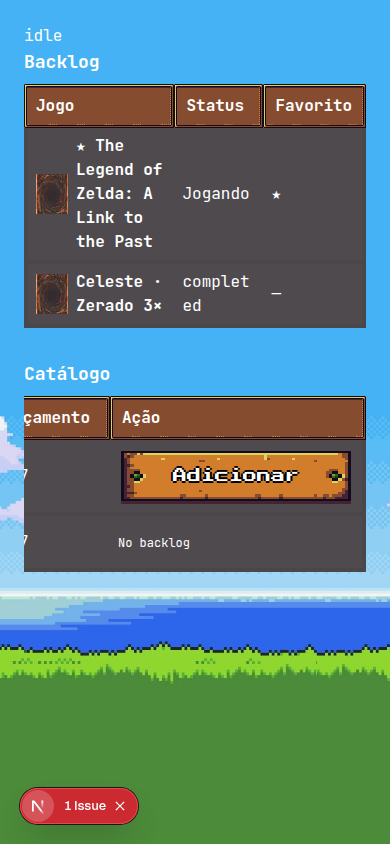 idle
Backlog
Jogo Status Favorito
★ The
Legend of
Zelda: A
Link to
the Past
Jogando ★
Celeste ·
Zerado 3×
complet
ed
—
Catálogo
çamento Ação
7
Adicionar
7
No backlog
N 1 Issue ×